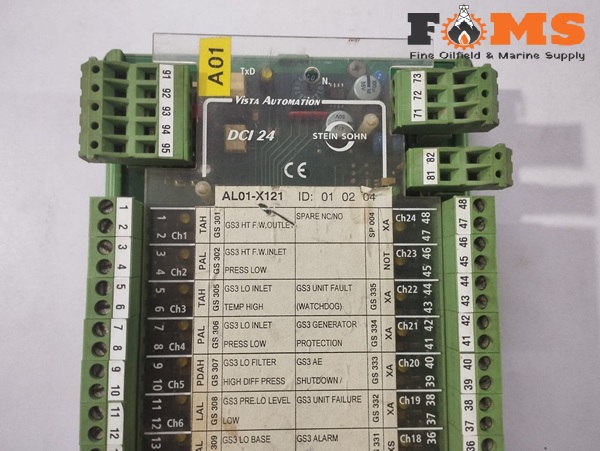 FOMS
Fine Oilfield & Marine Supply
A01
TxD
N
91
92
93
94
95
71 72 73
81 82
VISTA AUTOMATION
DCI 24
STEIN SOHN
CE
AL01-X121 ID: 01 02 04
1
2
3
4
5
6
7
8
9
10
11
12
1
1
2
Ch1
TAH
GS 301
GS3 HT F.W.OUTLET
3
4
Ch2
PAL
GS 302
GS3 HT F.W.INLET
PRESS LOW
5
6
Ch3
TAH
GS 305
GS3 LO INLET
TEMP HIGH
7
8
Ch4
PAL
GS 306
GS3 LO INLET
PRESS LOW
9
10
Ch5
PDAH
GS 307
GS3 LO FILTER
HIGH DIFF PRESS
11
12
Ch6
LAL
GS 308
GS3 PRE.LO LEVEL
LOW
13
AL
309
GS3 LO BASE
SPARE NC/NO
SP 004
XA
Ch24
48
47
NOT
Ch23
46
45
GS3 UNIT FAULT
(WATCHDOG)
GS 335
XA
Ch22
44
43
GS3 GENERATOR
PROTECTION
GS 334
XA
Ch21
42
41
GS3 AE
SHUTDOWN /
GS 333
XA
Ch20
40
39
GS3 UNIT FAILURE
GS 332
XA
Ch19
38
37
GS3 ALARM
GS 331
XS
Ch18
36
48
47
46
45
44
43
42
41
40
39
38
37
36